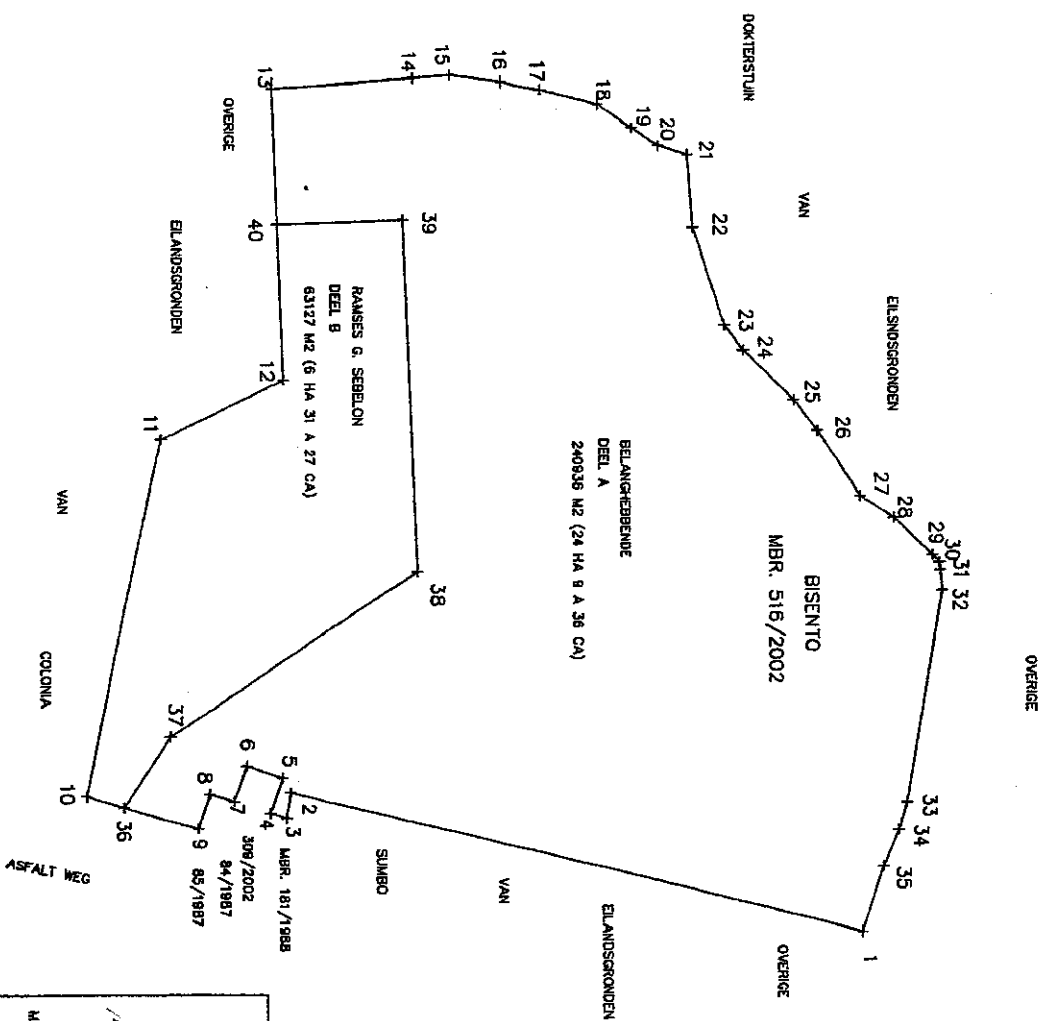 DOKTERSTUIN
VAN
EILSNDSGRONDEN
OVERIGE
BISENTO
MBR. 516/2002
BELANGHEBBENDE
DEEL A
240936 M2 (24 HA 9 A 36 CA)
RAMSES G. SEBELON
DEEL B
63127 M2 (6 HA 31 A 27 CA)
OVERIGE
EILANDSGRONDEN
VAN
COLONIA
ASFALT WEG
MBR. 181/1988
309/2002
84/1987
85/1987
SUMBO
VAN
EILANDSGRONDEN
OVERIGE
1
2
3
4
5
6
7
8
9
10
11
12
13
14
15
16
17
18
19
20
21
22
23
24
25
26
27
28
29
30
31
32
33
34
35
36
37
38
39
40